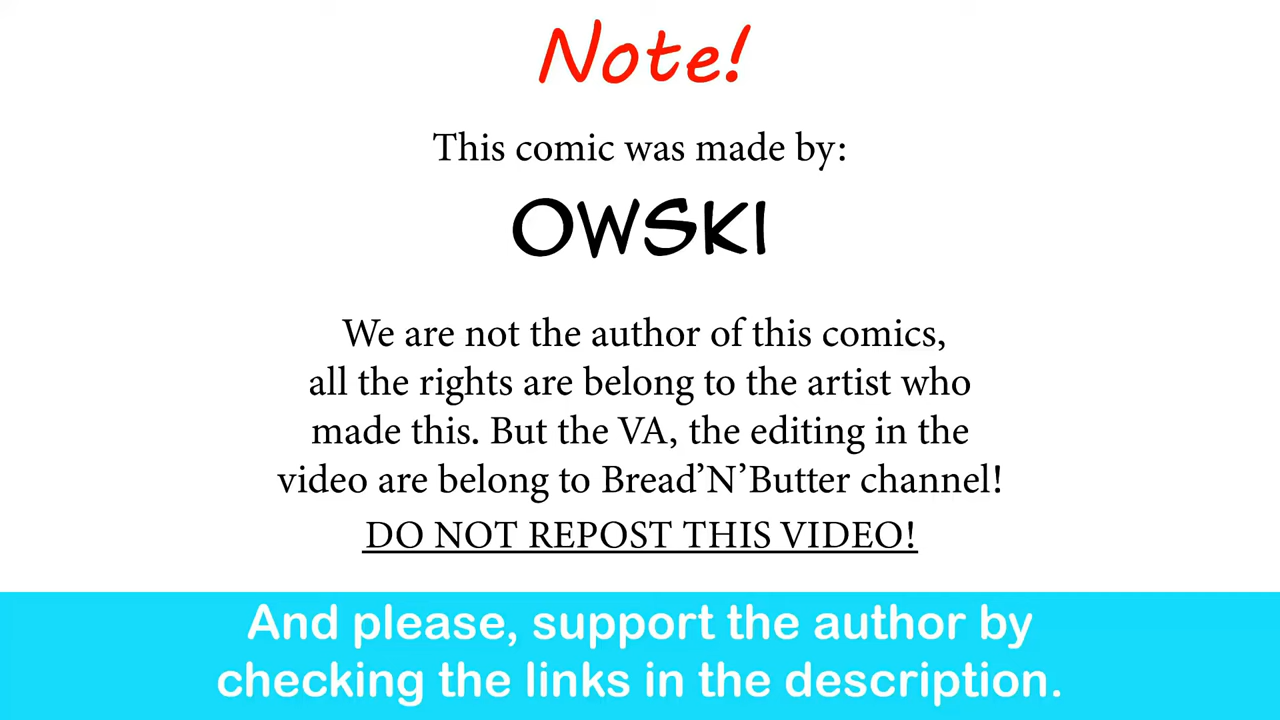 Note!
This comic was made by:
OWSKI
We are not the author of this comics,
all the rights are belong to the artist who
made this. But the VA, the editing in the
video are belong to Bread’N’Butter channel!
DO NOT REPOST THIS VIDEO!
And please, support the author by
checking the links in the description.